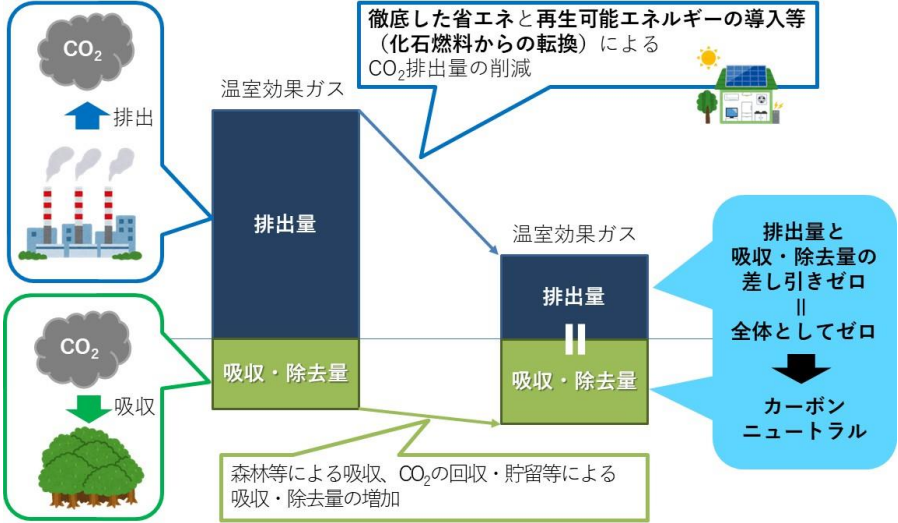 徹底した省エネと再生可能エネルギーの導入等
（化石燃料からの転換）による
CO₂排出量の削減
CO₂
排出
温室効果ガス
排出量
温室効果ガス
排出量
=
吸収・除去量
吸収・除去量
CO₂
吸収
排出量と
吸収・除去量の
差し引きゼロ
=
全体としてゼロ
カーボン
ニュートラル
森林等による吸収、CO₂の回収・貯留等による
吸収・除去量の増加